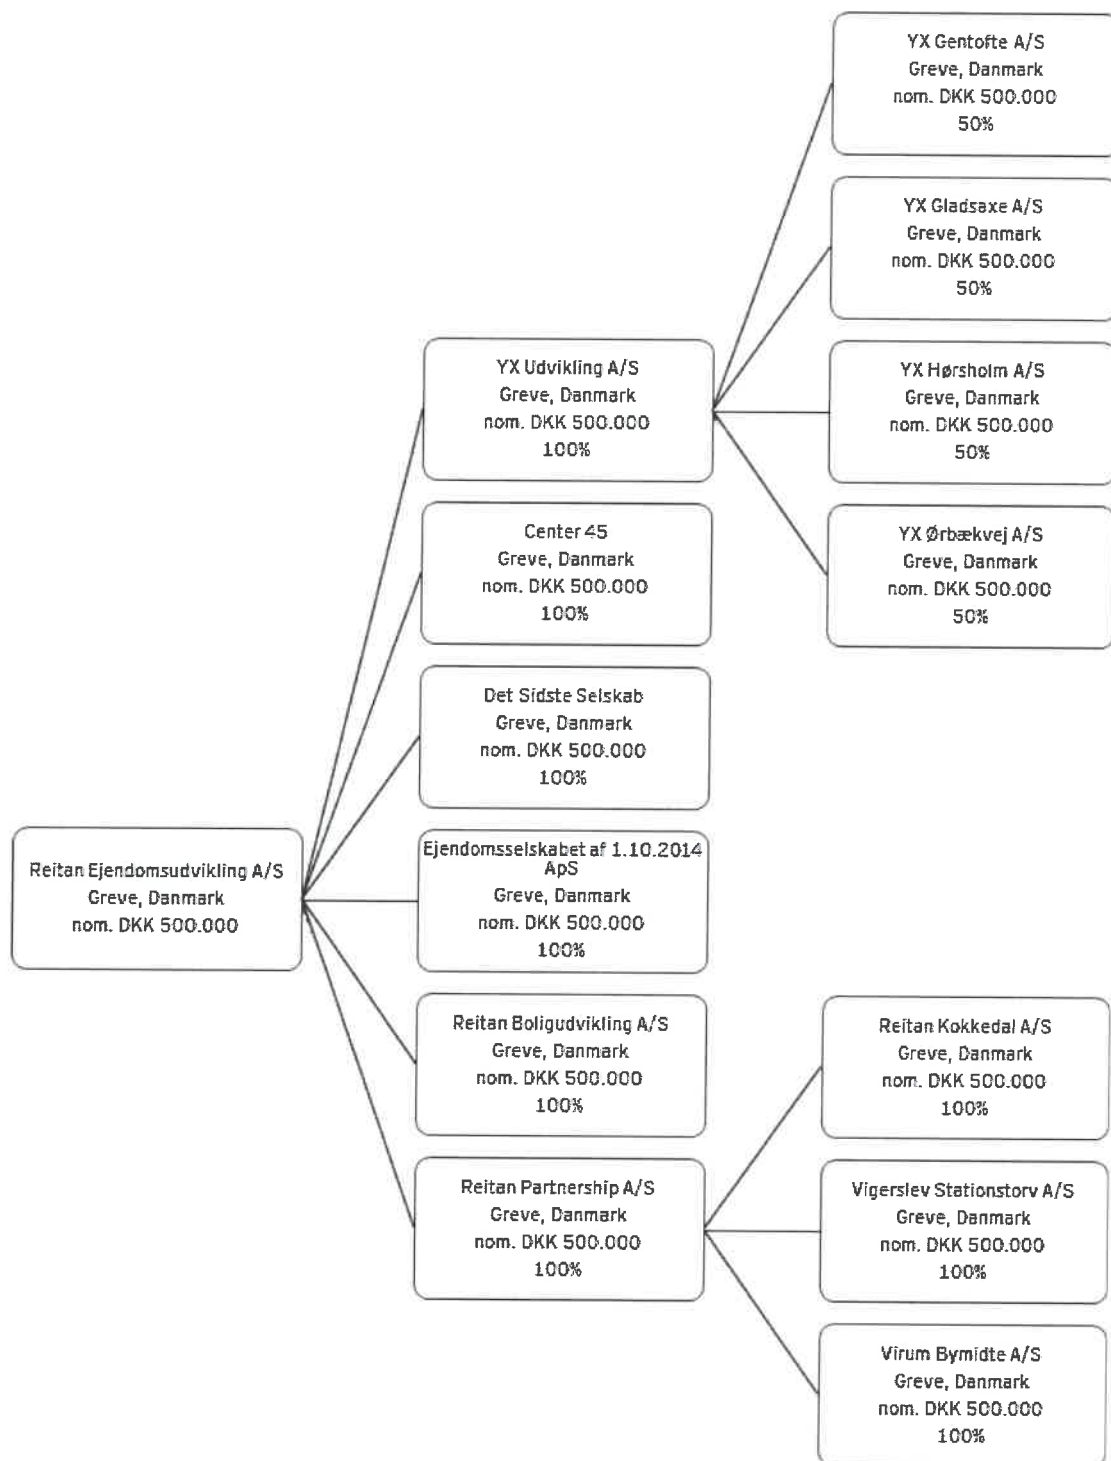 YX Gentofte A/S
Greve, Danmark
nom. DKK 500.000
50%
YX Gladsaxe A/S
Greve, Danmark
nom. DKK 500.000
50%
YX Udvikling A/S
Greve, Danmark
nom. DKK 500.000
100%
YX Hørsholm A/S
Greve, Danmark
nom. DKK 500.000
50%
Center 45
Greve, Danmark
nom. DKK 500.000
100%
YX Ørbækvej A/S
Greve, Danmark
nom. DKK 500.000
50%
Det Sidste Selskab
Greve, Danmark
nom. DKK 500.000
100%
Reitan Ejendomsudvikling A/S
Greve, Danmark
nom. DKK 500.000
Ejendomsselskabet af 1.10.2014
ApS
Greve, Danmark
nom. DKK 500.000
100%
Reitan Boligudvikling A/S
Greve, Danmark
nom. DKK 500.000
100%
Reitan Kokkedal A/S
Greve, Danmark
nom. DKK 500.000
100%
Reitan Partnership A/S
Greve, Danmark
nom. DKK 500.000
100%
Vigerslev Stationstorv A/S
Greve, Danmark
nom. DKK 500.000
100%
Virum Bymidte A/S
Greve, Danmark
nom. DKK 500.000
100%